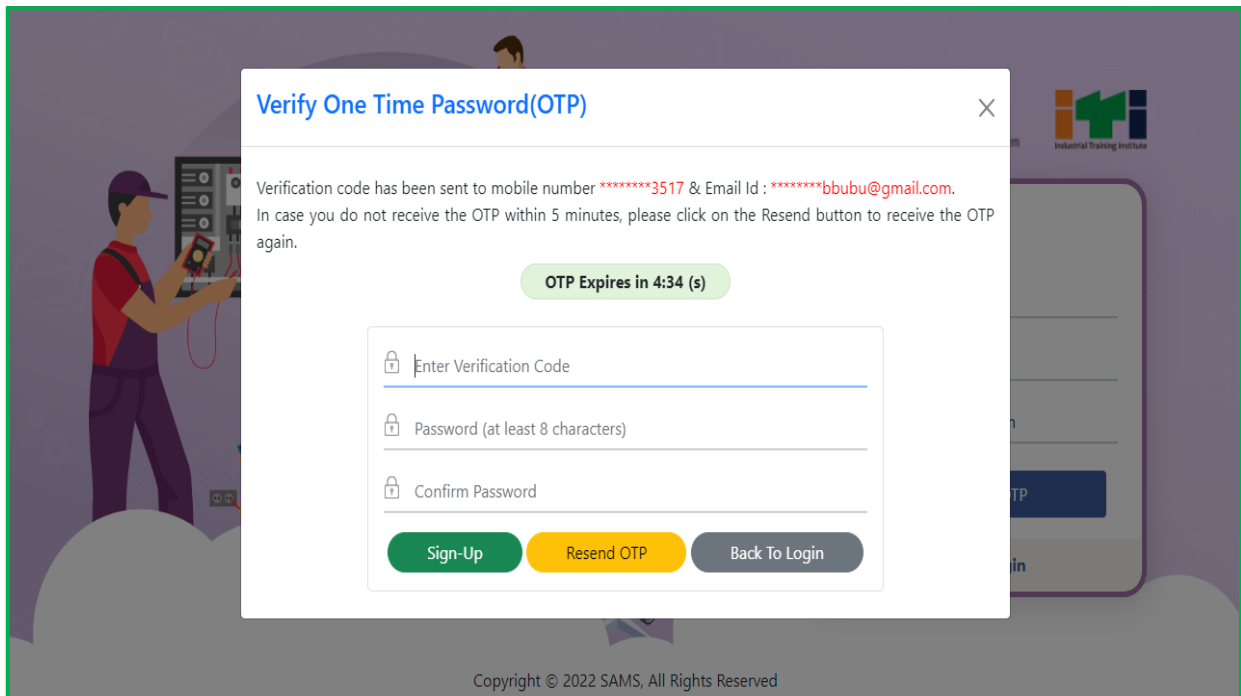 Verify One Time Password(OTP)
Industrial Training Institute
Verification code has been sent to mobile number ********3517 & Email Id : ********bbubu@gmail.com.
In case you do not receive the OTP within 5 minutes, please click on the Resend button to receive the OTP
again.
OTP Expires in 4:34 (s)
Enter Verification Code
Password (at least 8 characters)
Confirm Password
Sign-Up Resend OTP Back To Login
Copyright © 2022 SAMS, All Rights Reserved